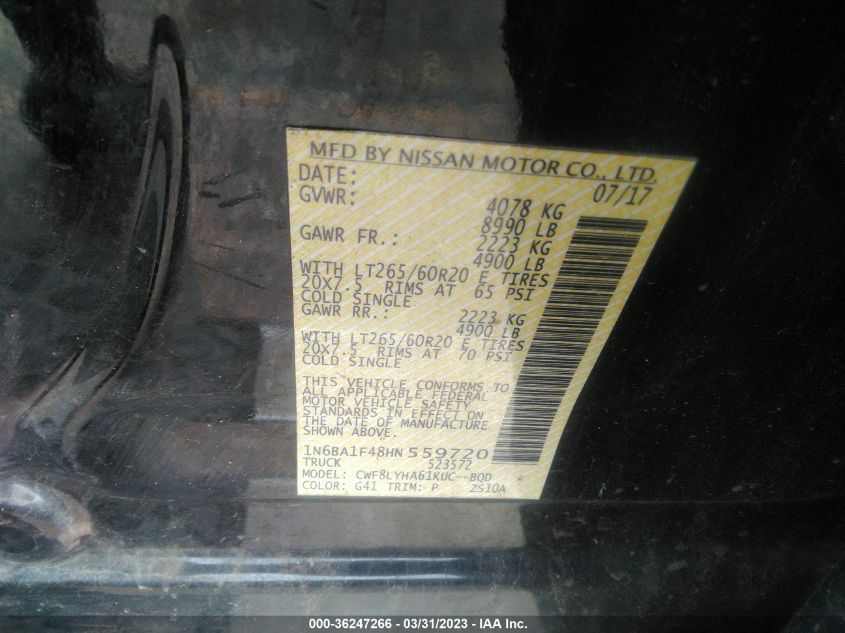 MFD BY NISSAN MOTOR CO., LTD.
DATE: 07/17
GVWR: 4078 KG
8990 LB
GAWR FR.: 2223 KG
4900 LB
WITH LT265/60R20 E TIRES
20X7.5 RIMS AT 65 PSI
COLD SINGLE
GAWR RR.: 2223 KG
4900 LB
WITH LT265/60R20 E TIRES
20X7.5 RIMS AT 70 PSI
COLD SINGLE
THIS VEHICLE CONFORMS TO
ALL APPLICABLE FEDERAL
MOTOR VEHICLE SAFETY
STANDARDS IN EFFECT ON
THE DATE OF MANUFACTURE
SHOWN ABOVE.
1N6BA1F48HN 559720
TRUCK 523572
MODEL: CWF8LYHA61KUC--BQD
COLOR: G41 TRIM: P ZS10A
000-36247266 - 03/31/2023 - IAA Inc.